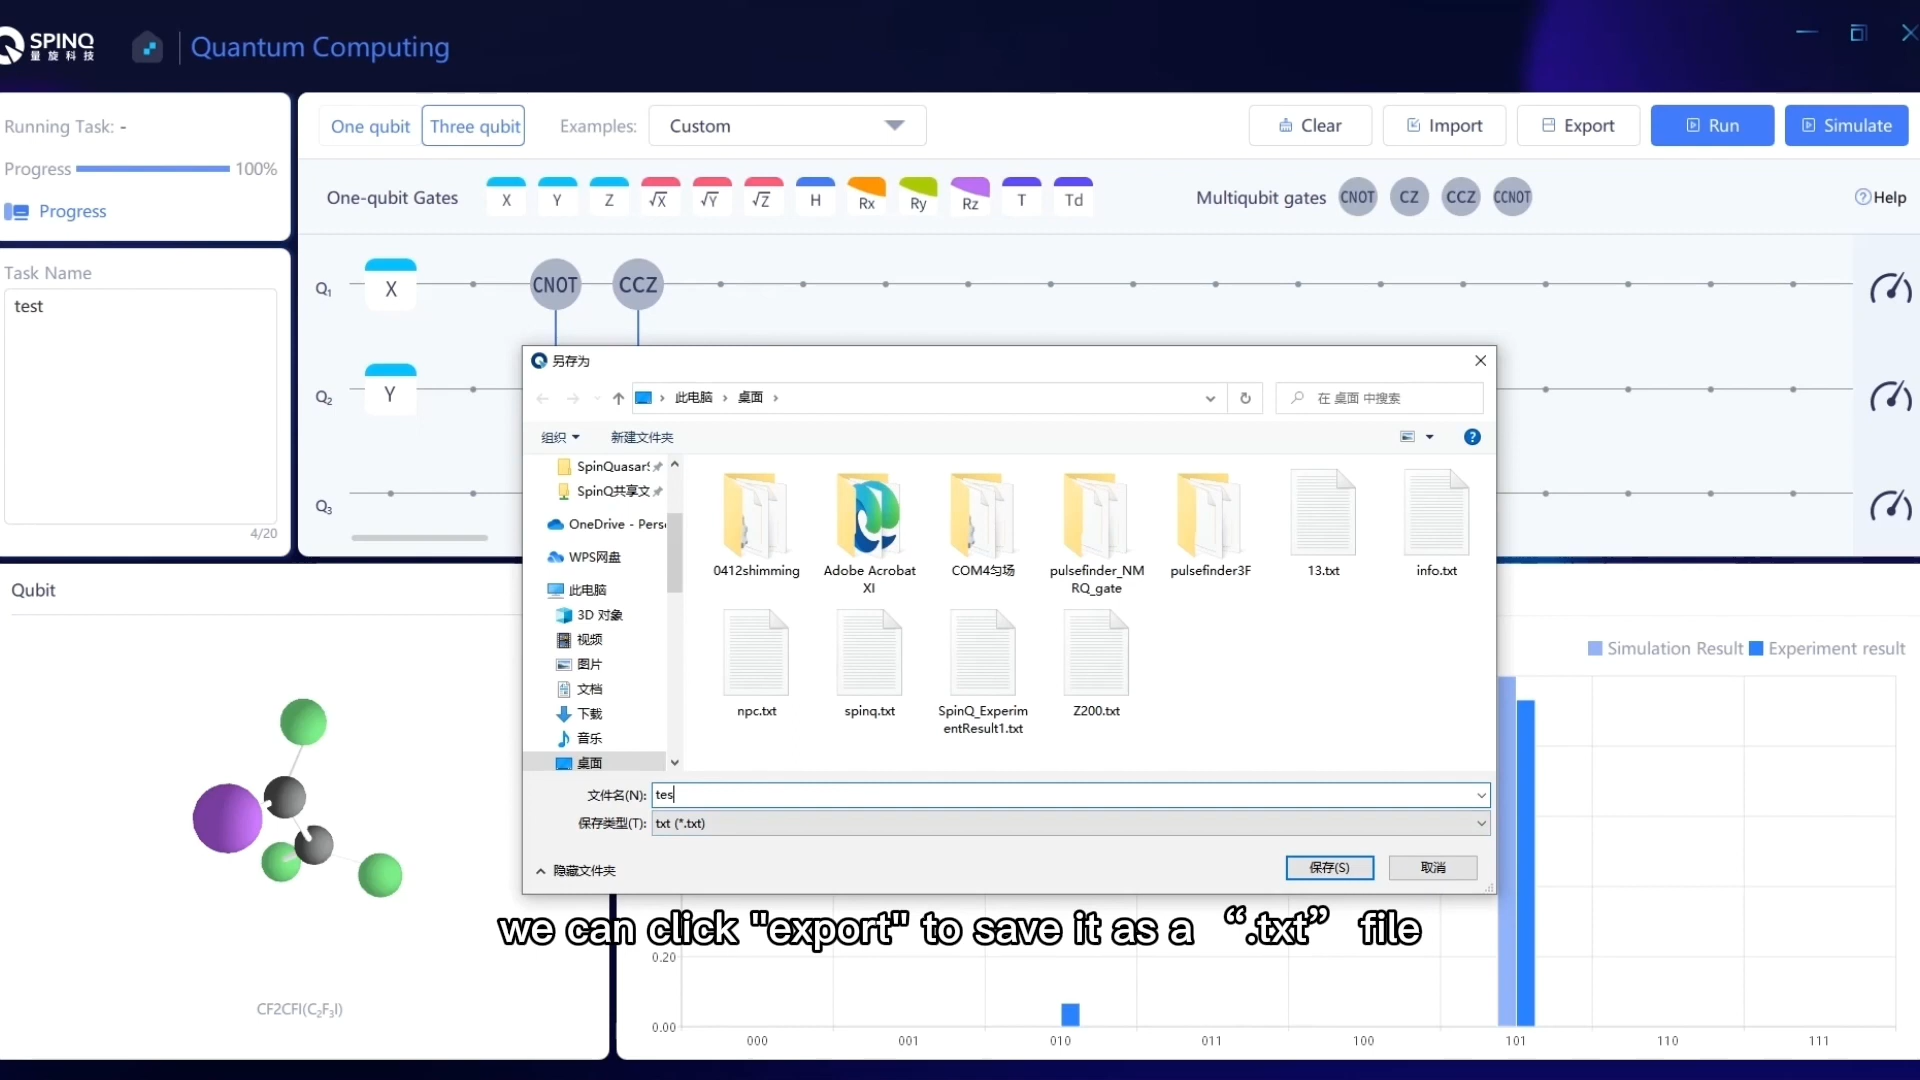 SPINQ
量旋科技
Quantum Computing
Running Task: -
Progress 100%
Progress
Task Name
test
4/20
One qubit
Three qubit
Examples:
Custom
Clear
Import
Export
Run
Simulate
One-qubit Gates
X
Y
Z
√X
√Y
√Z
H
Rx
Ry
Rz
T
Td
Multiqubit gates
CNOT
CZ
CCZ
CCNOT
Help
Q1
X
CNOT
CCZ
Q2
Y
Q3
另存为
此电脑
桌面
在 桌面 中搜索
组织
新建文件夹
SpinQuasar
SpinQ共享文
OneDrive - Pers
WPS网盘
此电脑
3D 对象
视频
图片
文档
下载
音乐
桌面
0412shimming
Adobe Acrobat
XI
COM4匀场
pulsefinder_NM
RQ_gate
pulsefinder3F
13.txt
info.txt
npc.txt
spinq.txt
SpinQ_Experim
entResult1.txt
Z200.txt
文件名(N):
tes
保存类型(T):
txt (*.txt)
隐藏文件夹
保存(S)
取消
Qubit
CF2CFI(C₂F₃I)
Simulation Result
Experiment result
we can click "export" to save it as a “.txt” file
0.20
0.00
000
001
010
011
100
101
110
111